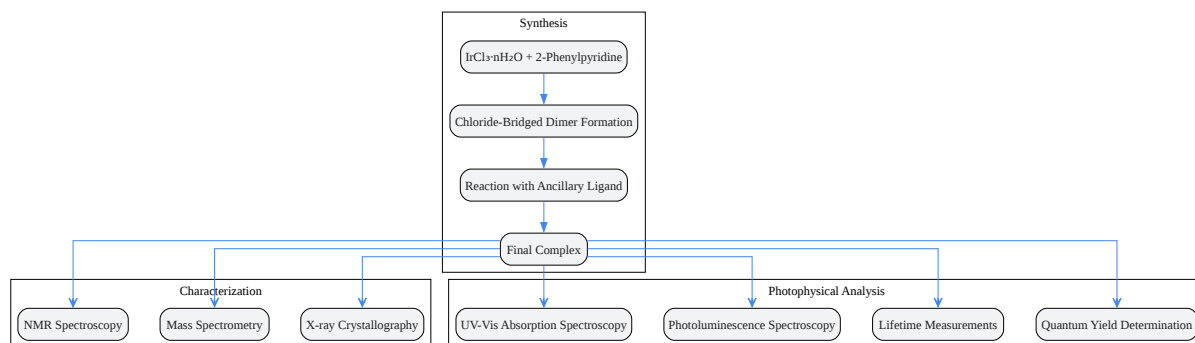 Synthesis
IrCl₃·nH₂O + 2-Phenylpyridine
Chloride-Bridged Dimer Formation
Reaction with Ancillary Ligand
Final Complex
Characterization
NMR Spectroscopy
Mass Spectrometry
X-ray Crystallography
Photophysical Analysis
UV-Vis Absorption Spectroscopy
Photoluminescence Spectroscopy
Lifetime Measurements
Quantum Yield Determination